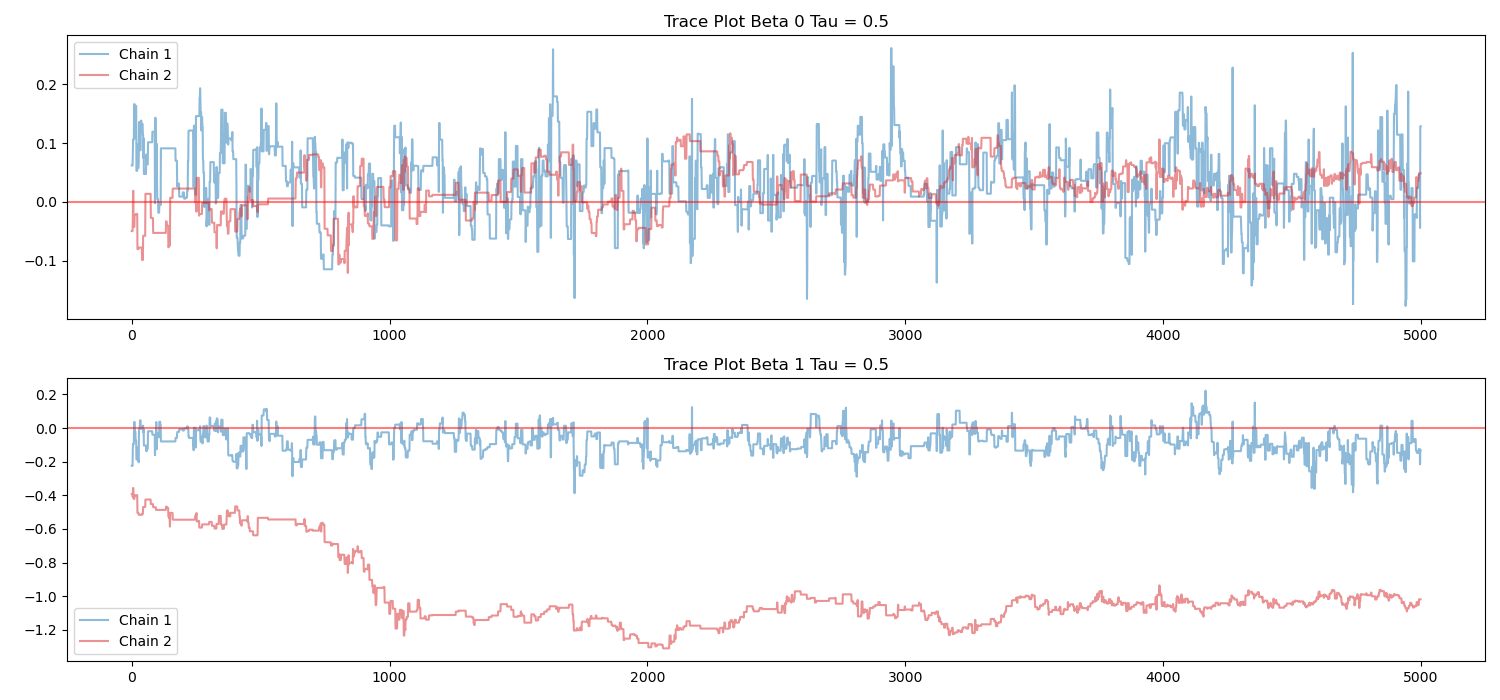 Trace Plot Beta 0 Tau = 0.5
Chain 1
Chain 2
0.2
0.1
0.0
−0.1
0 1000 2000 3000 4000 5000
Trace Plot Beta 1 Tau = 0.5
0.2
0.0
−0.2
−0.4
−0.6
−0.8
−1.0
−1.2
Chain 1
Chain 2
0 1000 2000 3000 4000 5000